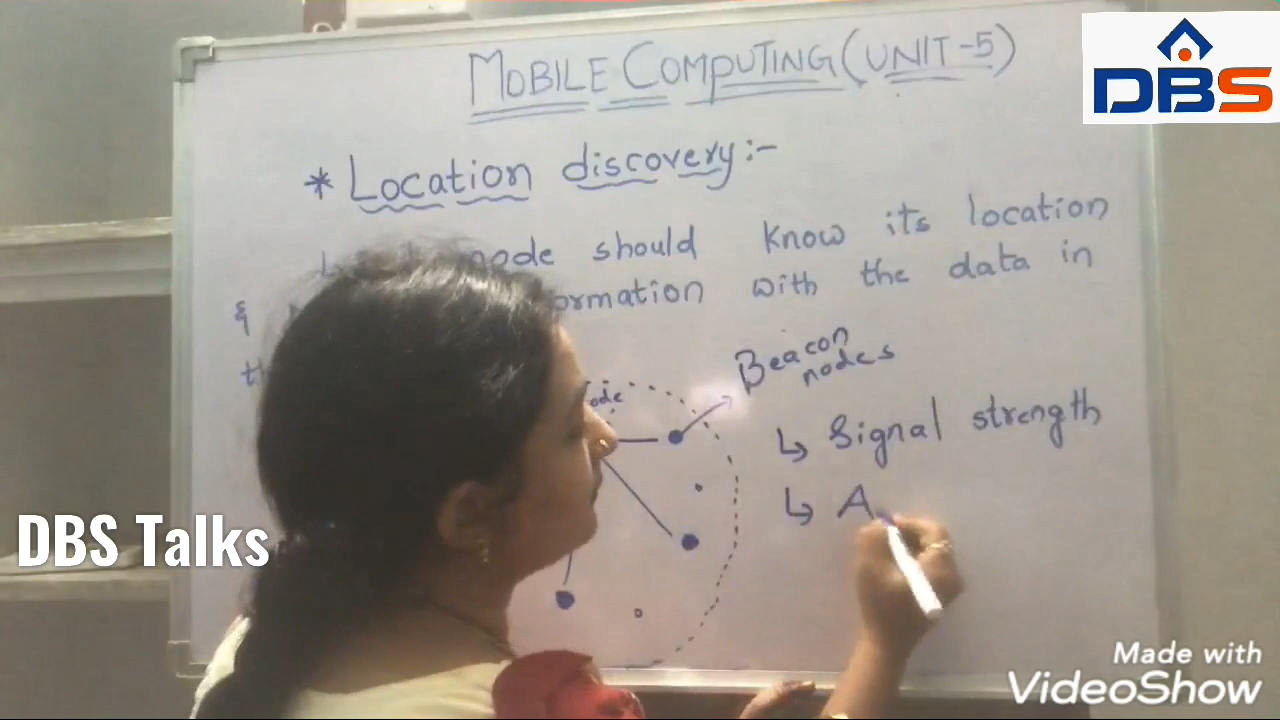 MOBILE COMPUTING (UNIT-5)
DBS
* Location discovery:-
node should know its location
& with the data in
Beacon
nodes
↳ Signal strength
↳ A
DBS Talks
Made with
VideoShow